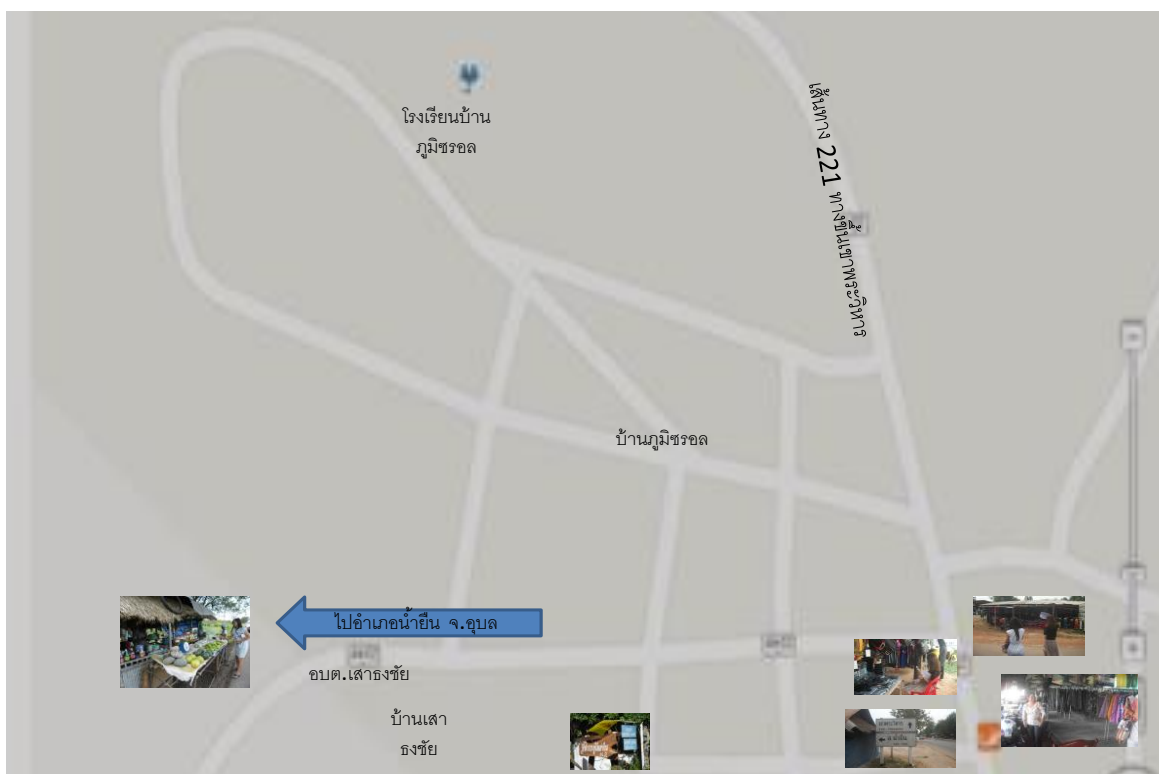 โรงเรียนบ้าน
ภูมิซรอล
เส้นทาง 221 ทางขึ้นเขาพระวิหาร
บ้านภูมิซรอล
ไปอำเภอน้ำยืน จ.อุบล
อบต.เสาธงชัย
บ้านเสา
ธงชัย